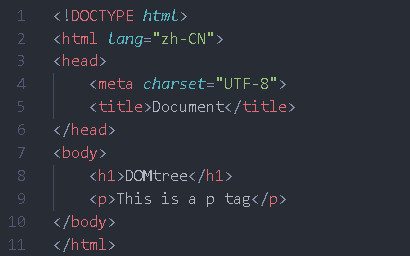 1 <!DOCTYPE html>
2 <html lang="zh-CN">
3 <head>
4     <meta charset="UTF-8">
5     <title>Document</title>
6 </head>
7 <body>
8     <h1>DOMtree</h1>
9     <p>This is a p tag</p>
10 </body>
11 </html>